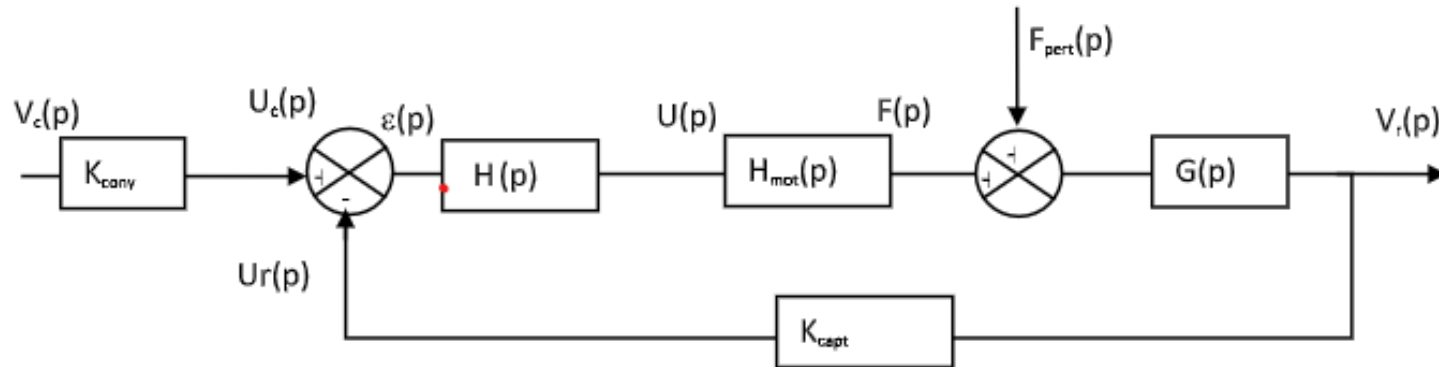 V_c(p)
K_conv
U_c(p)
ε(p)
H(p)
U(p)
H_mot(p)
F(p)
F_pert(p)
G(p)
V_r(p)
+
-
+
+
Ur(p)
K_capt